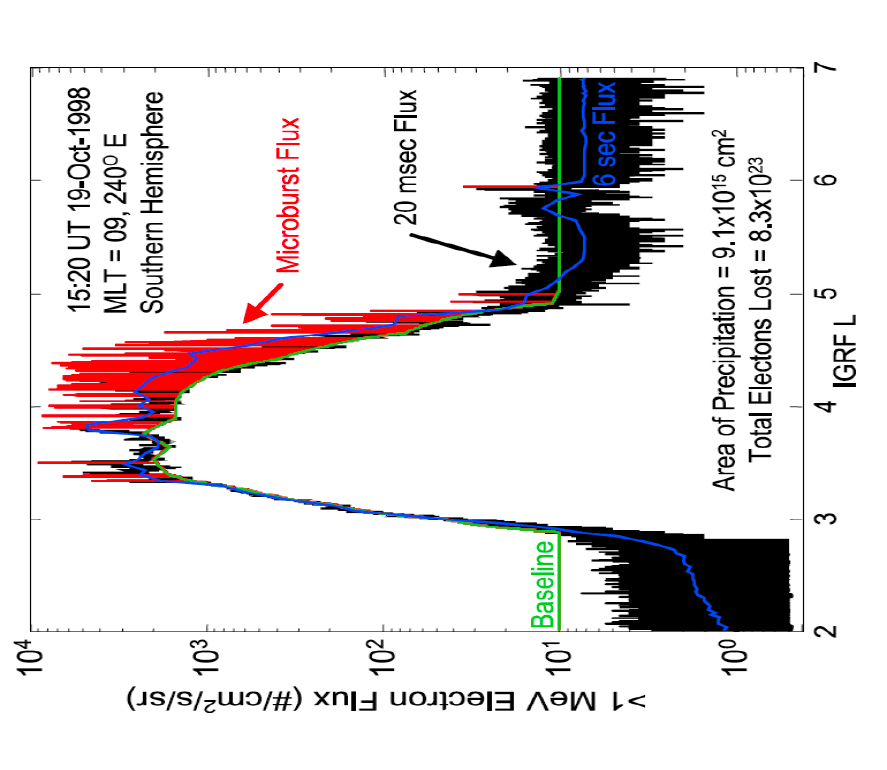 15:20 UT 19-Oct-1998
MLT = 09, 240⁰ E
Southern Hemisphere
Microburst Flux
20 msec Flux
6 sec Flux
Baseline
Area of Precipitation = 9.1x10¹⁵ cm²
Total Electons Lost = 8.3x10²³
>1 MeV Electron Flux (#/cm²/s/sr)
10⁴
10³
10²
10¹
10⁰
2 3 4 5 6 7
IGRF L